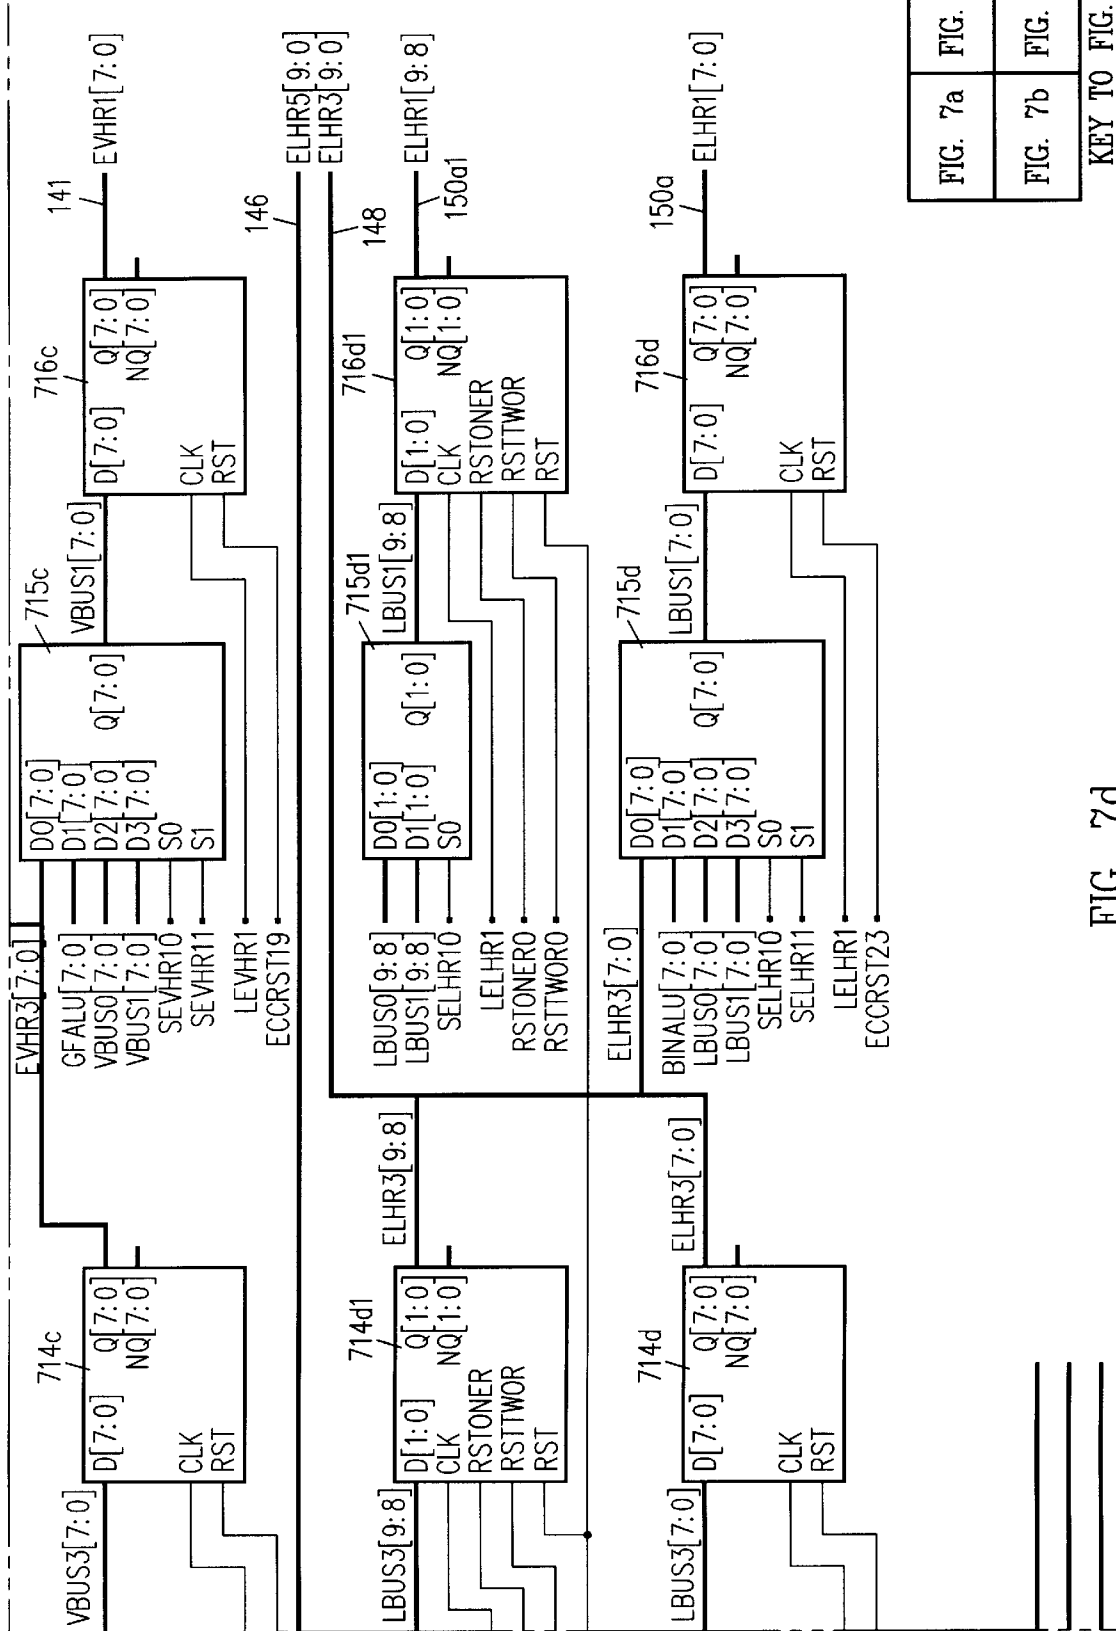 EVHR1[7:0]
141
ELHR5[9:0]
146
ELHR3[9:0]
148
ELHR1[9:8]
150a1
ELHR1[7:0]
150a
FIG. 7a
FIG.
FIG. 7b
FIG.
KEY TO FIG.
716c
D[7:0]
Q[7:0]
NQ[7:0]
CLK
RST
VBUS1[7:0]
716d1
D[1:0]
Q[1:0]
CLK
NQ[1:0]
RSTONER
RSTTWOR
RST
LBUS1[9:8]
716d
D[7:0]
Q[7:0]
NQ[7:0]
CLK
RST
LBUS1[7:0]
715c
D0[7:0]
D1[7:0]
Q[7:0]
D2[7:0]
D3[7:0]
S0
S1
EVHR3[7:0]
GFALU[7:0]
VBUS0[7:0]
VBUS1[7:0]
SEVHR10
SEVHR11
LEVHR1
ECCRST19
715d1
D0[1:0]
D1[1:0]
Q[1:0]
S0
LBUS0[9:8]
LBUS1[9:8]
SELHR10
LELHR1
RSTONER0
RSTTWOR0
715d
D0[7:0]
D1[7:0]
D2[7:0]
Q[7:0]
D3[7:0]
S0
S1
ELHR3[7:0]
BINALU[7:0]
LBUS0[7:0]
LBUS1[7:0]
SELHR10
SELHR11
LELHR1
ECCRST23
714c
D[7:0]
Q[7:0]
NQ[7:0]
CLK
RST
VBUS3[7:0]
714d1
D[1:0]
Q[1:0]
CLK
NQ[1:0]
RSTONER
RSTTWOR
RST
ELHR3[9:8]
LBUS3[9:8]
714d
D[7:0]
Q[7:0]
NQ[7:0]
CLK
RST
ELHR3[7:0]
LBUS3[7:0]
FIG. 7d